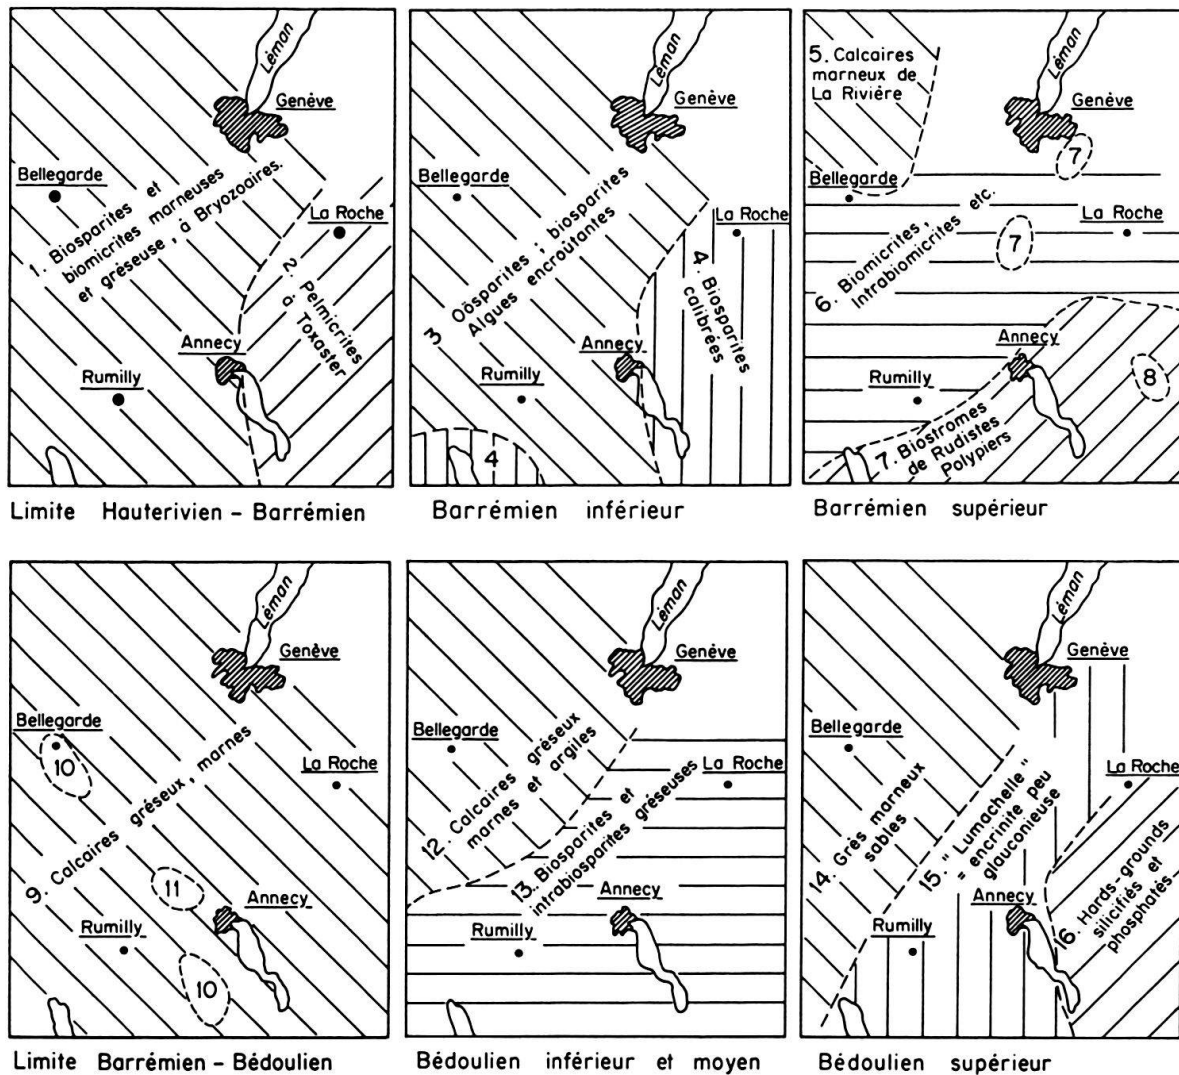 Léman
Genève
Bellegarde
1. Biosparites et
biomicrites marneuses
et gréseuse, à Bryozoaires.
La Roche
2 Pelmicrites
à
Toxaster
Annecy
Rumilly
Limite Hauterivien - Barrémien
Léman
Genève
Bellegarde
La Roche
3. Oösparites, biosparites
Algues encroûtantes
4. Biosparites
calibrées
Annecy
Rumilly
4
Barrémien inférieur
5. Calcaires
marneux de
La Riviére
Léman
Genève
7
Bellegarde
La Roche
7
6. Biomicrites,
Intrabiomicrites etc.
Annecy
8
Rumilly
7. Biostromes
de Rudistes
Polypiers
Barrémien supérieur
Léman
Genève
Bellegarde
10
La Roche
9. Calcaires gréseux, marnes
11
Annecy
Rumilly
10
Limite Barrémien - Bédoulien
Léman
Genève
Bellegarde
La Roche
12. Calcaires gréseux
marnes et argiles
13. Biosparites et
intrabiosparites gréseuses
Annecy
Rumilly
Bédoulien inférieur et moyen
Léman
Genève
Bellegarde
La Roche
14. Grès marneux
sables
15. " Lumachelle "
= encrinite peu
glauconieuse
Annecy
Rumilly
16. Hards-grounds
silicifiés et
phosphatés
Bédoulien supérieur